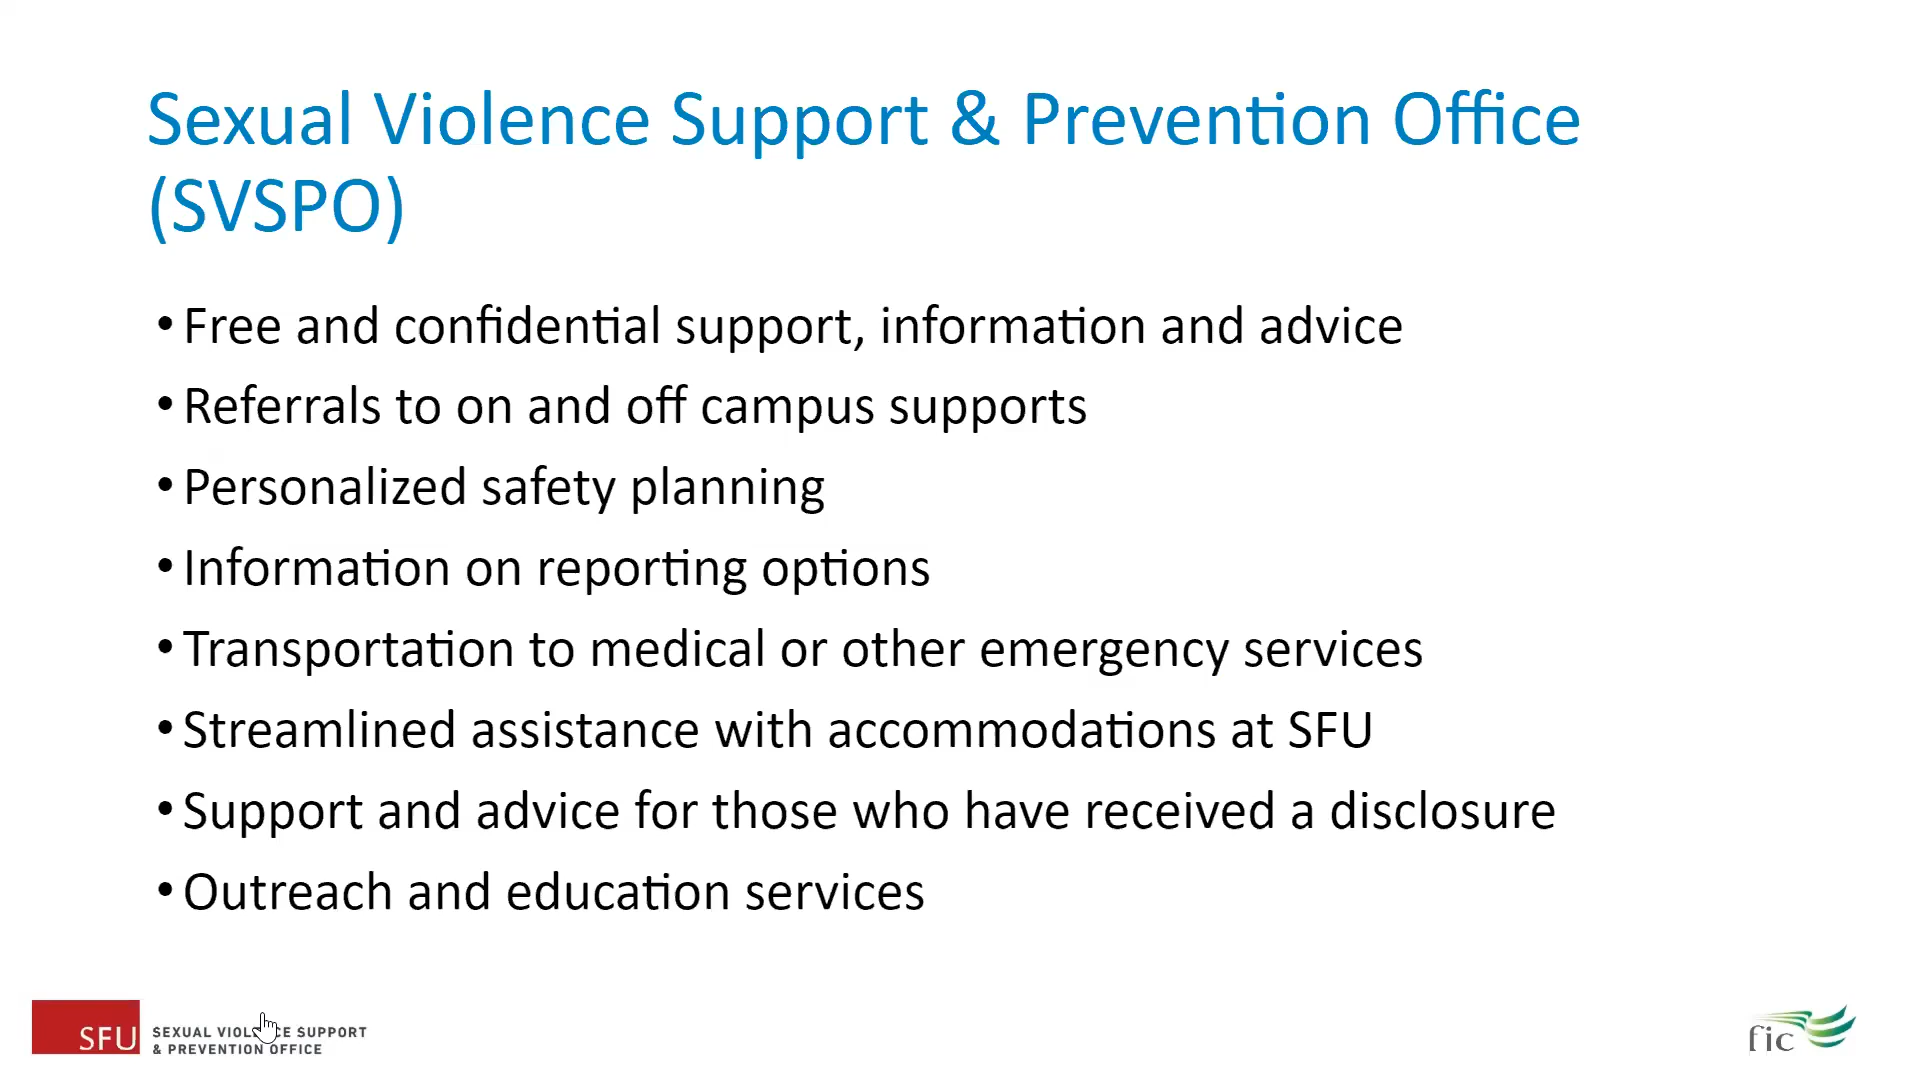 Sexual Violence Support & Prevention Office
(SVSPO)
• Free and confidential support, information and advice
• Referrals to on and off campus supports
• Personalized safety planning
• Information on reporting options
• Transportation to medical or other emergency services
• Streamlined assistance with accommodations at SFU
• Support and advice for those who have received a disclosure
• Outreach and education services
SFU
SEXUAL VIOLENCE SUPPORT
& PREVENTION OFFICE
fic